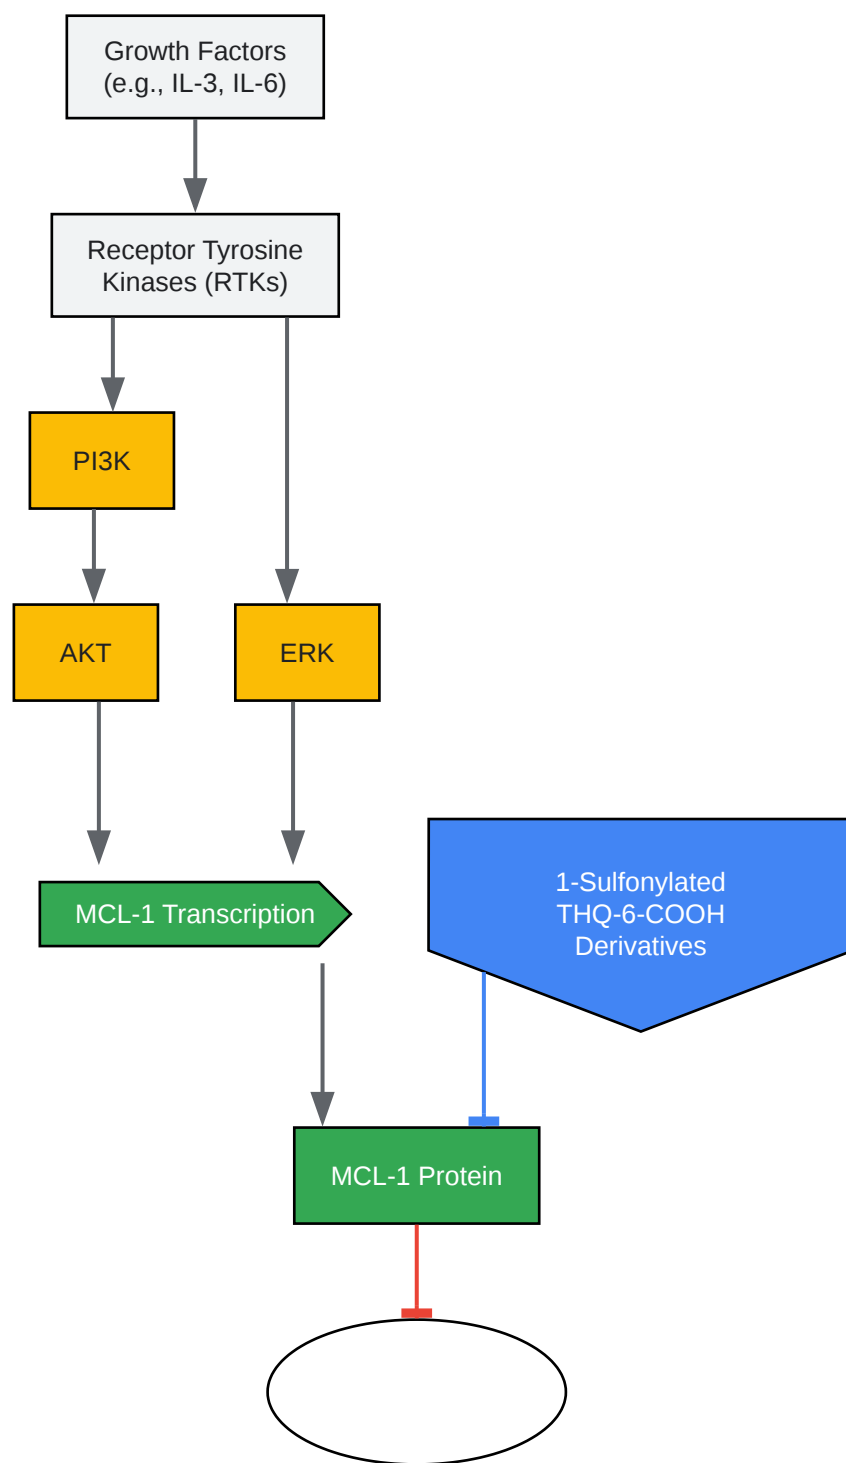 Growth Factors
(e.g., IL-3, IL-6)
Receptor Tyrosine
Kinases (RTKs)
PI3K
AKT
ERK
MCL-1 Transcription
1-Sulfonylated
THQ-6-COOH
Derivatives
MCL-1 Protein